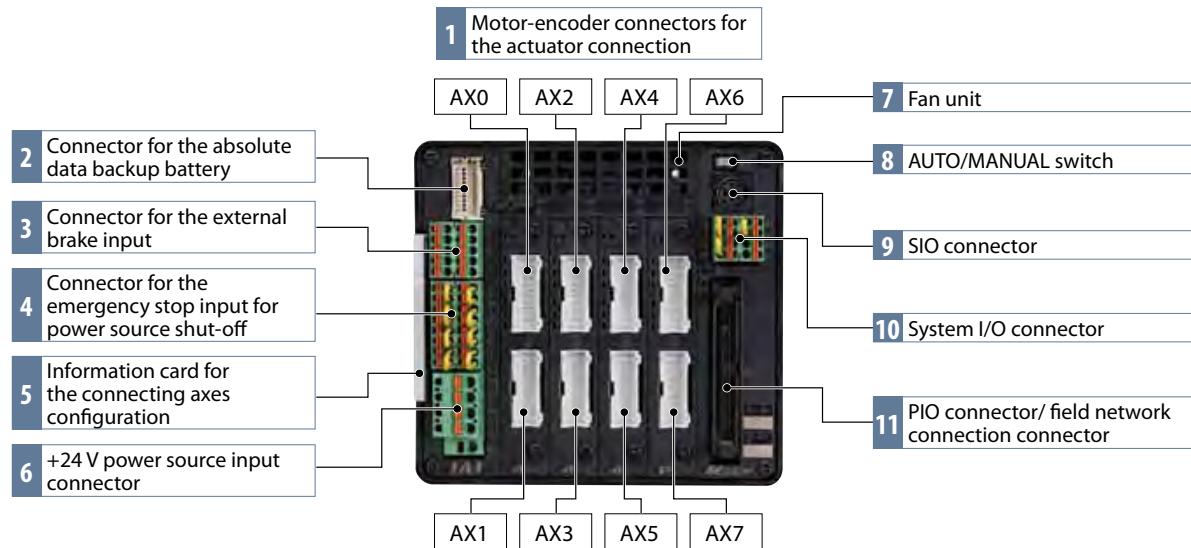 1 Motor-encoder connectors for
the actuator connection
AX0 AX2 AX4 AX6
2 Connector for the absolute
data backup battery
3 Connector for the external
brake input
4 Connector for the
emergency stop input for
power source shut-off
5 Information card for
the connecting axes
configuration
6 +24 V power source input
connector
7 Fan unit
8 AUTO/MANUAL switch
9 SIO connector
10 System I/O connector
11 PIO connector/ field network
connection connector
IAI
AX1 AX3 AX5 AX7